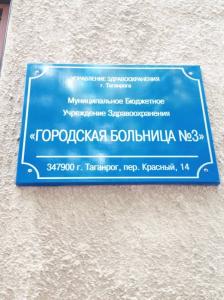 УПРАВЛЕНИЕ ЗДРАВООХРАНЕНИЯ
г. Таганрога
Муниципальное Бюджетное
Учреждение Здравоохранения
«ГОРОДСКАЯ БОЛЬНИЦА №3»
347900 г. Таганрог, пер. Красный, 14